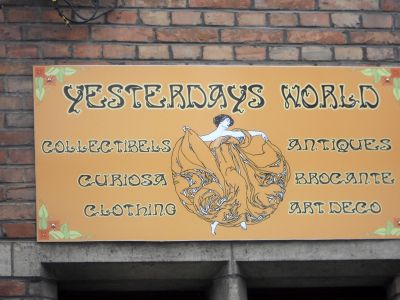 YESTERDAYS WORLD
COLLECTIBELS ANTIQUES
CURIOSA BROCANTE
CLOTHING ART DECO